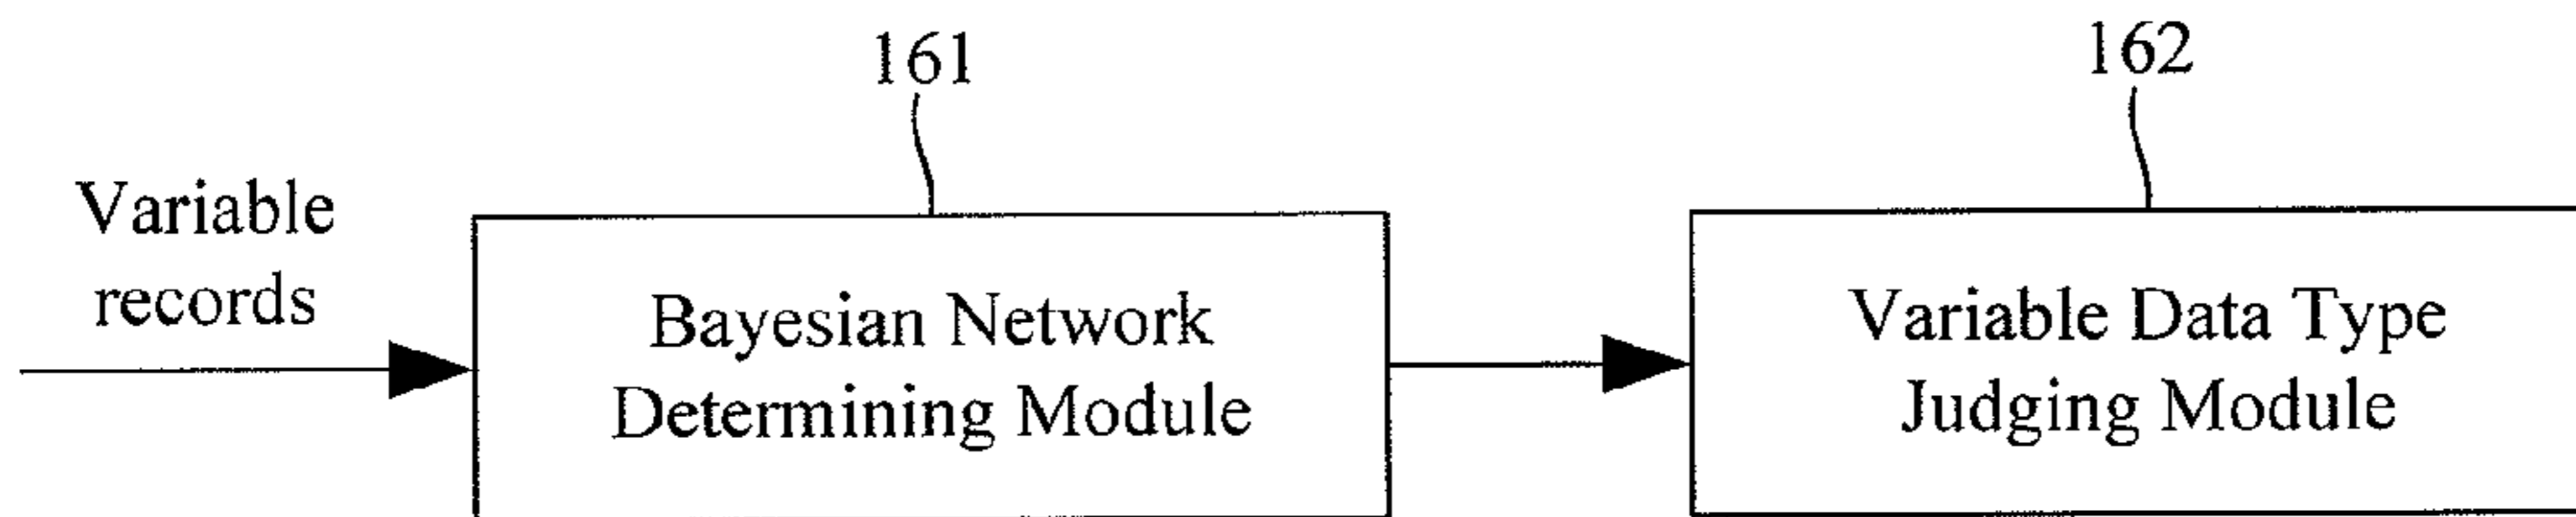 161
162
Variable
records
Bayesian Network
Determining Module
Variable Data Type
Judging Module